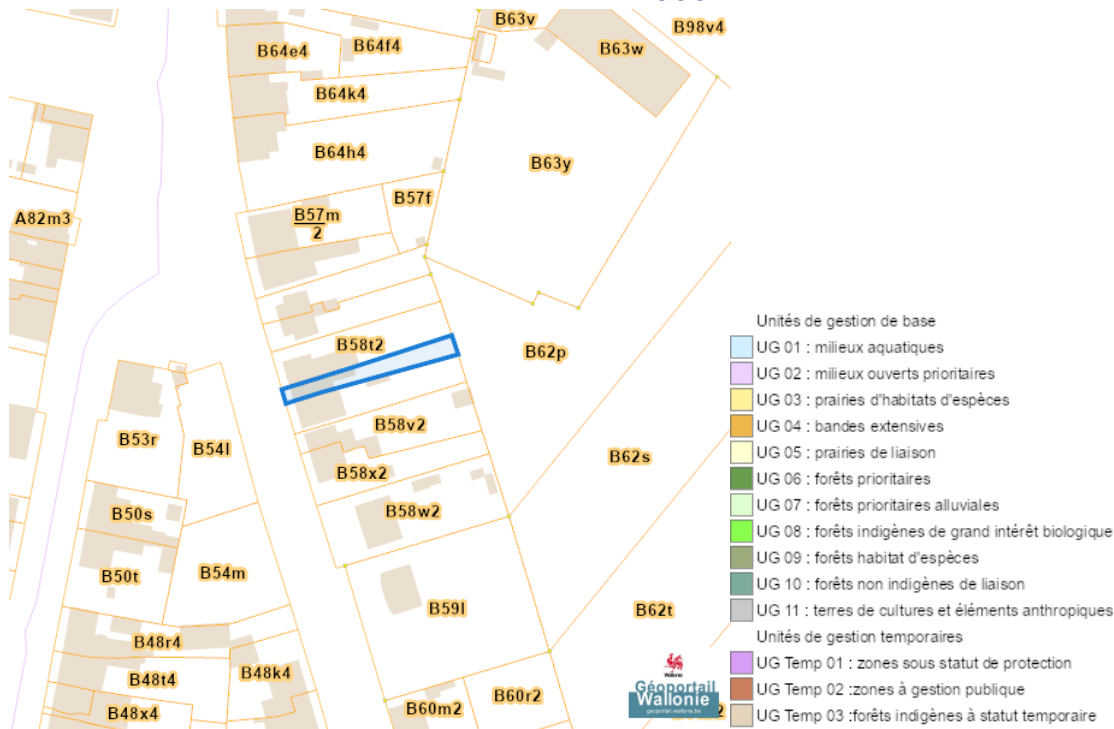 B63v
B98v4
B64e4
B64f4
B63w
B64k4
B64h4
B63y
B57f
A82m3
B57m
2
B58t2
B62p
B53r
B54l
B58v2
B62s
B58x2
B50s
B58w2
B50t
B54m
B59l
B62t
B48r4
B48t4
B48k4
B60r2
B60m2
B48x4
Wallonie
Géoportail
Wallonie
geoportail.wallonie.be
2
Unités de gestion de base
UG 01 : milieux aquatiques
UG 02 : milieux ouverts prioritaires
UG 03 : prairies d'habitats d'espèces
UG 04 : bandes extensives
UG 05 : prairies de liaison
UG 06 : forêts prioritaires
UG 07 : forêts prioritaires alluviales
UG 08 : forêts indigènes de grand intérêt biologique
UG 09 : forêts habitat d'espèces
UG 10 : forêts non indigènes de liaison
UG 11 : terres de cultures et éléments anthropiques
Unités de gestion temporaires
UG Temp 01 : zones sous statut de protection
UG Temp 02 :zones à gestion publique
UG Temp 03 :forêts indigènes à statut temporaire